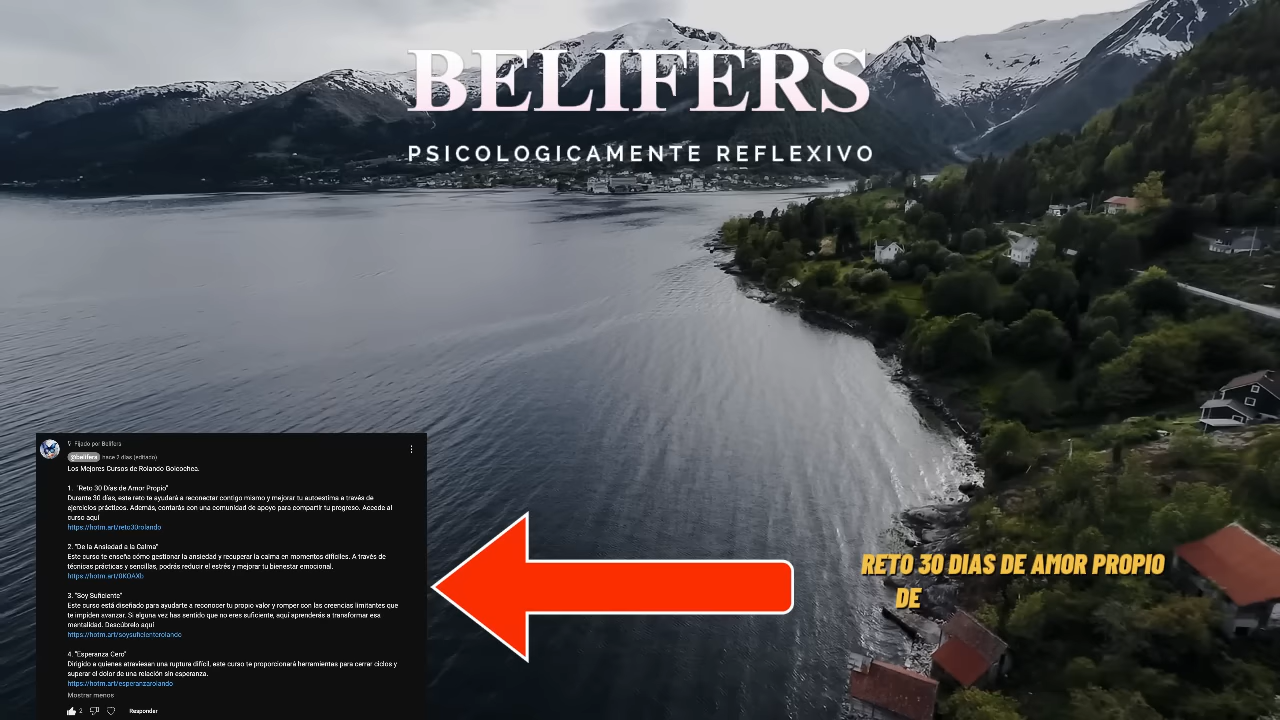 BELIFERS
PSICOLOGICAMENTE REFLEXIVO
Fijado por Belifers
@belifers hace 2 días (editado)
Los Mejores Cursos de Rolando Goicochea.
1. "Reto 30 Días de Amor Propio"
Durante 30 días, este reto te ayudará a reconectar contigo mismo y mejorar tu autoestima a través de
ejercicios prácticos. Además, contarás con una comunidad de apoyo para compartir tu progreso. Accede al
curso aquí
https://hotm.art/reto30rolando
2. "De la Ansiedad a la Calma"
Este curso te enseña cómo gestionar la ansiedad y recuperar la calma en momentos difíciles. A través de
técnicas prácticas y sencillas, podrás reducir el estrés y mejorar tu bienestar emocional.
https://hotm.art/0KOAXb
3. "Soy Suficiente"
Este curso está diseñado para ayudarte a reconocer tu propio valor y romper con las creencias limitantes que
te impiden avanzar. Si alguna vez has sentido que no eres suficiente, aquí aprenderás a transformar esa
mentalidad. Descúbrelo aquí
https://hotm.art/soysuficienterolando
4. "Esperanza Cero"
Dirigido a quienes atraviesan una ruptura difícil, este curso te proporcionará herramientas para cerrar ciclos y
superar el dolor de una relación sin esperanza.
https://hotm.art/esperanzarolando
Mostrar menos
2 Responder
RETO 30 DIAS DE AMOR PROPIO
DE